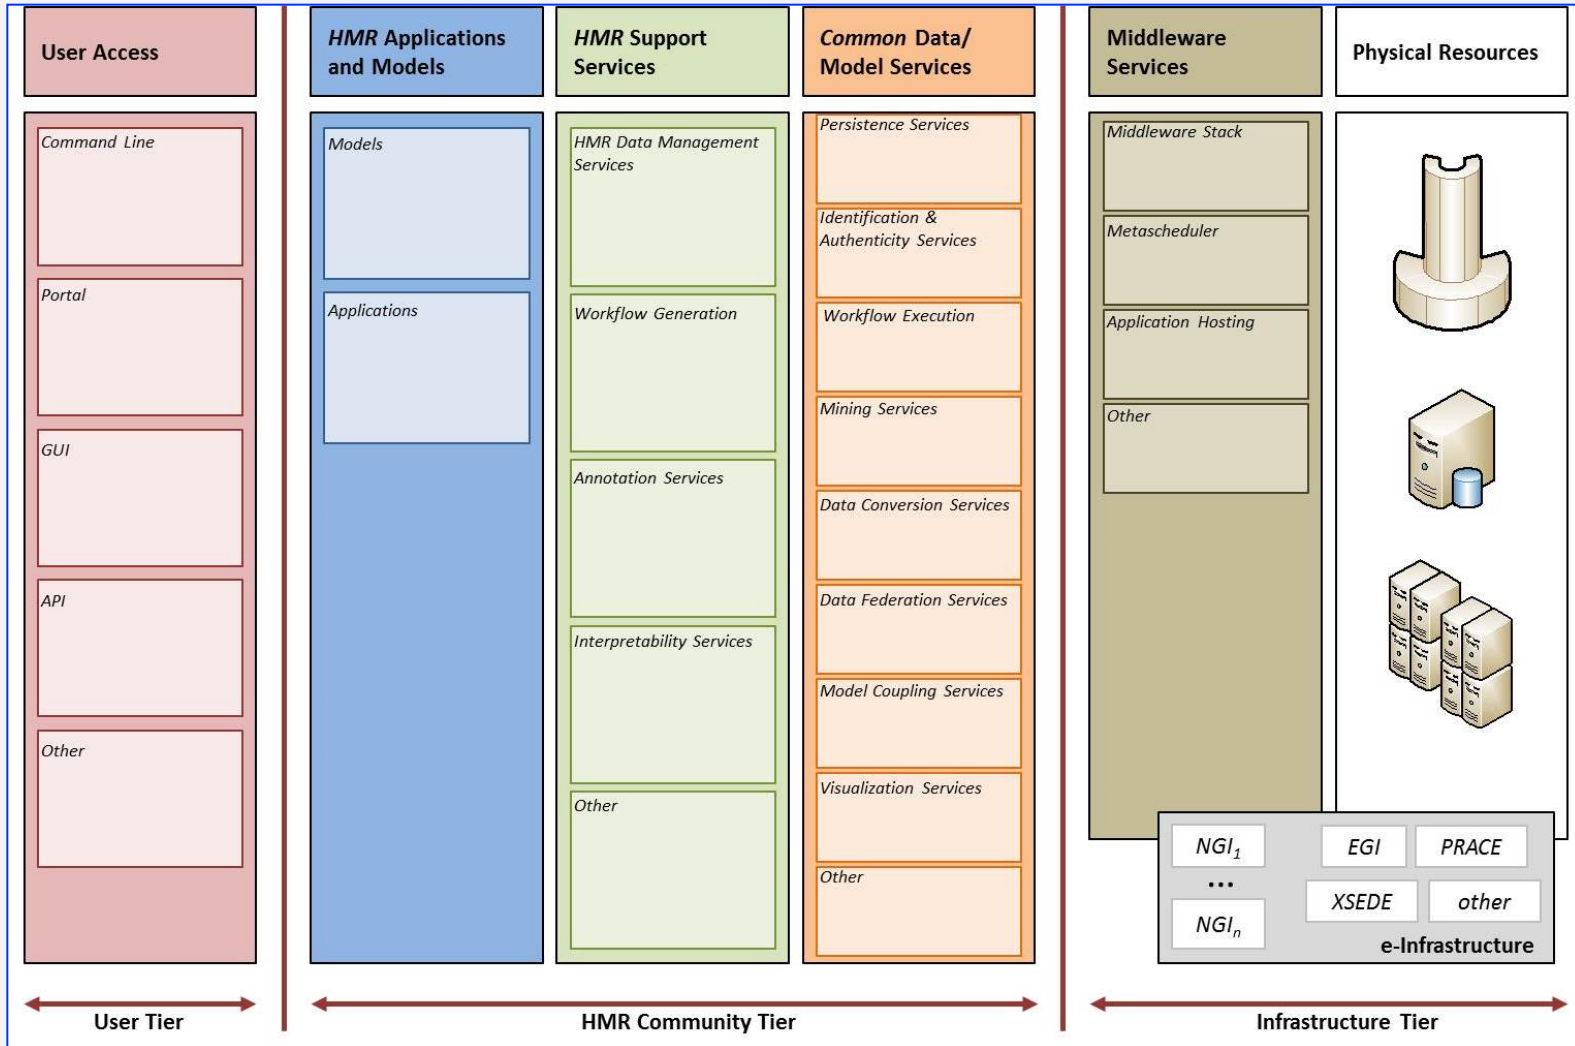 User Access
HMR Applications
and Models
HMR Support
Services
Common Data/
Model Services
Middleware
Services
Physical Resources
Command Line
Portal
GUI
API
Other
Models
Applications
HMR Data Management
Services
Workflow Generation
Annotation Services
Interpretability Services
Other
Persistence Services
Identification &
Authenticity Services
Workflow Execution
Mining Services
Data Conversion Services
Data Federation Services
Model Coupling Services
Visualization Services
Other
Middleware Stack
Metascheduler
Application Hosting
Other
NGI1
...
NGIn
EGI
PRACE
XSEDE
other
e-Infrastructure
User Tier
HMR Community Tier
Infrastructure Tier